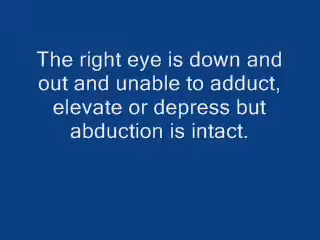 The right eye is down and
out and unable to adduct,
elevate or depress but
abduction is intact.